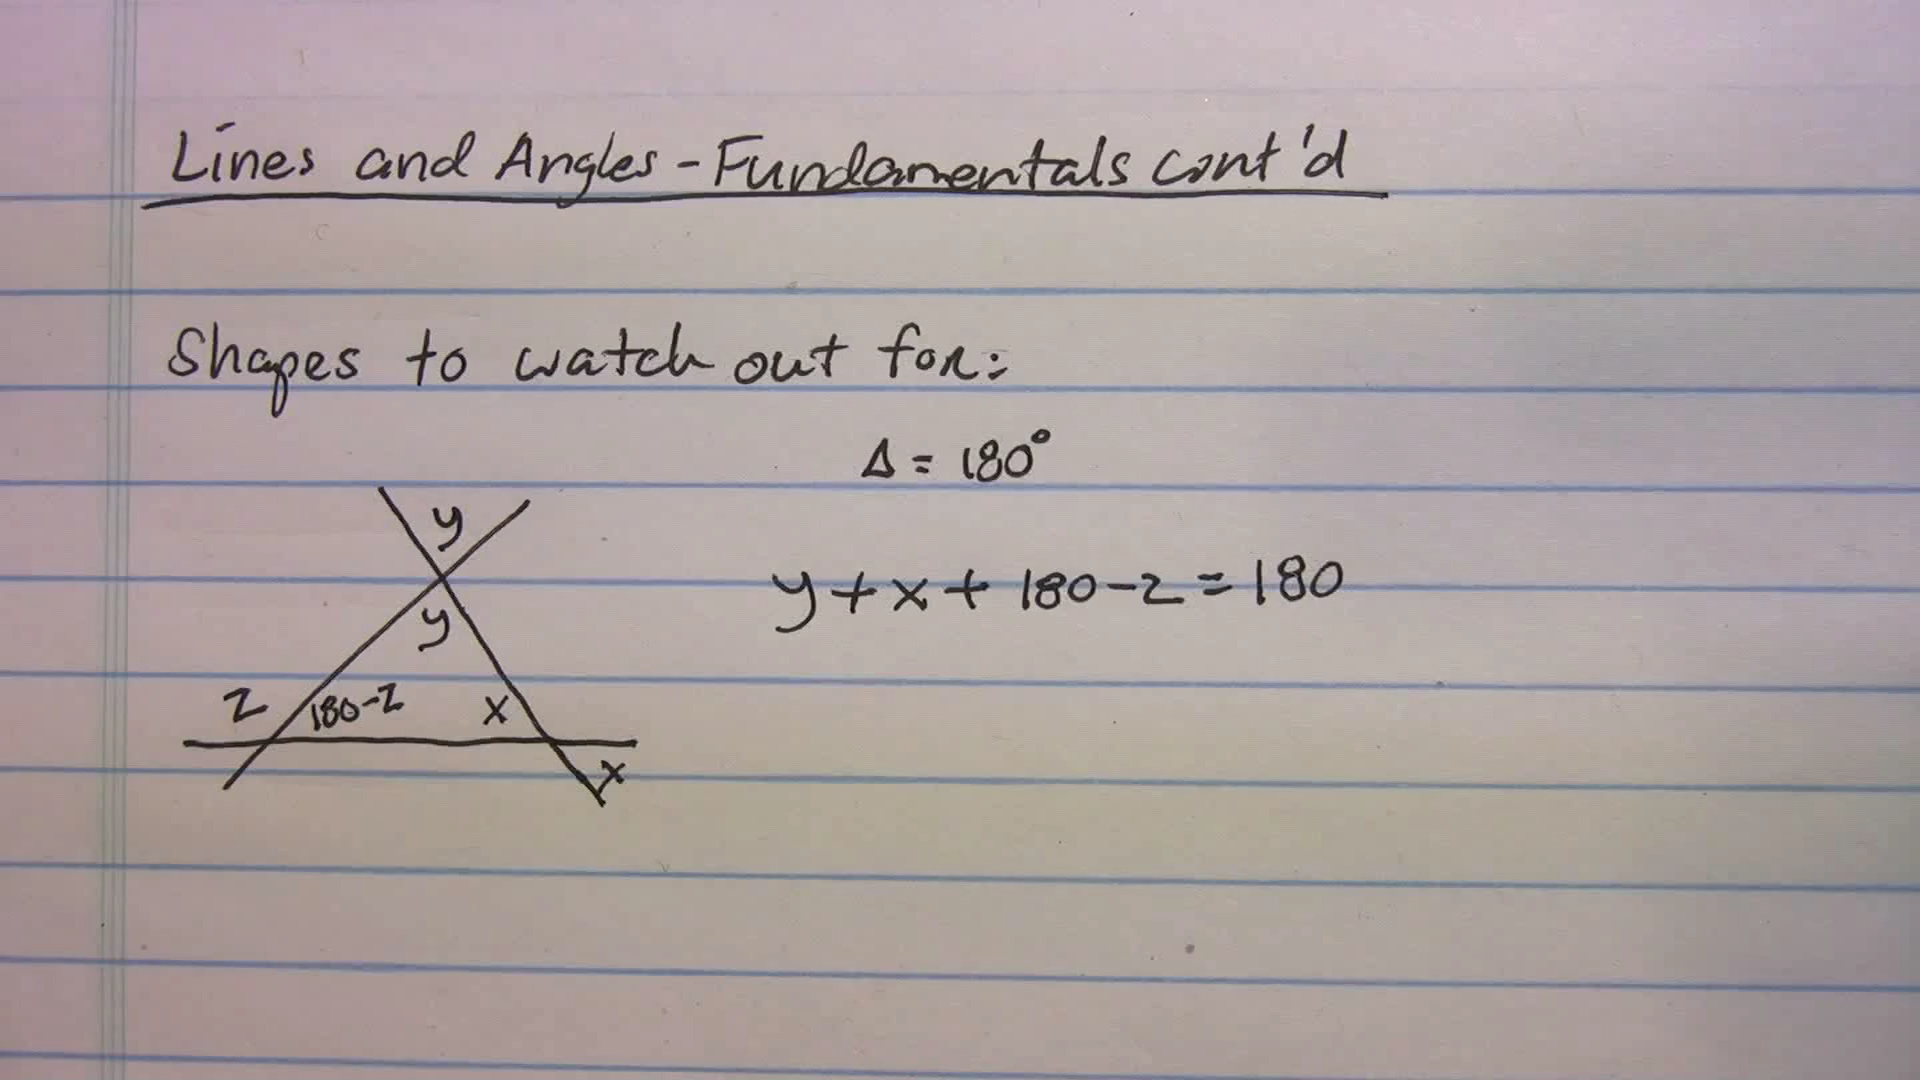 Lines and Angles - Fundamentals cont'd
Shapes to watch out for:
Δ = 180°
y
y + x + 180 - z = 180
y
z 180-z x
x